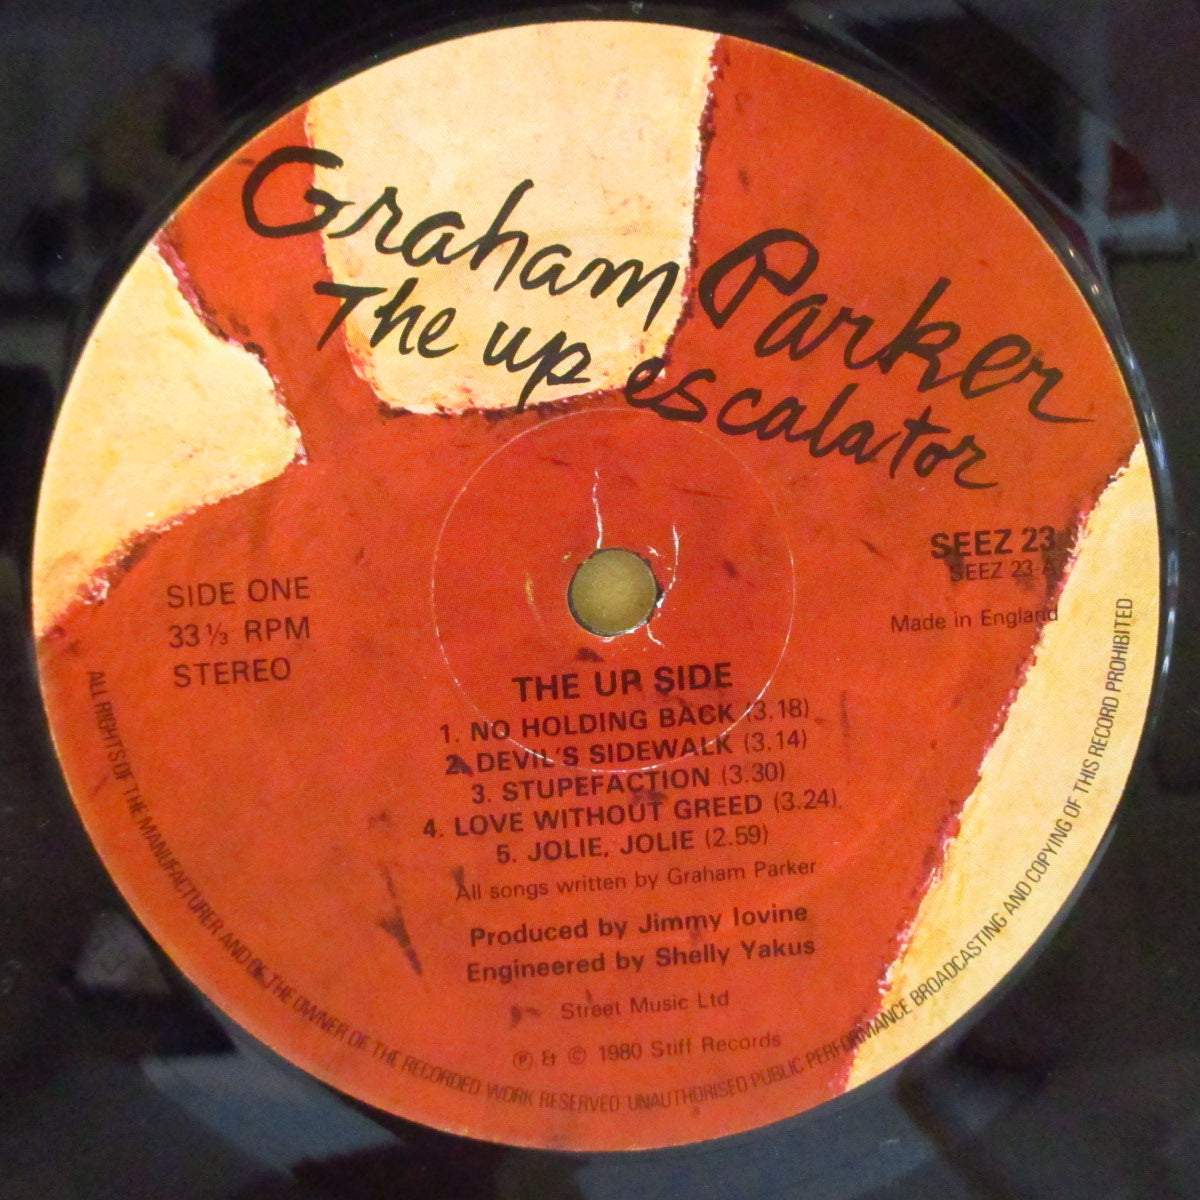 Graham Parker
The up escalator
SEEZ 23
SEEZ 23-A
Made in England
SIDE ONE
33 ⅓ RPM
STEREO
THE UP SIDE
1. NO HOLDING BACK (3.18)
2. DEVIL'S SIDEWALK (3.14)
3. STUPEFACTION (3.30)
4. LOVE WITHOUT GREED (3.24)
5. JOLIE, JOLIE (2.59)
All songs written by Graham Parker
Produced by Jimmy Iovine
Engineered by Shelly Yakus
Street Music Ltd
℗ & © 1980 Stiff Records
ALL RIGHTS OF THE MANUFACTURER AND OF THE OWNER OF THE RECORDED WORK RESERVED UNAUTHORISED PUBLIC PERFORMANCE BROADCASTING AND COPYING OF THIS RECORD PROHIBITED